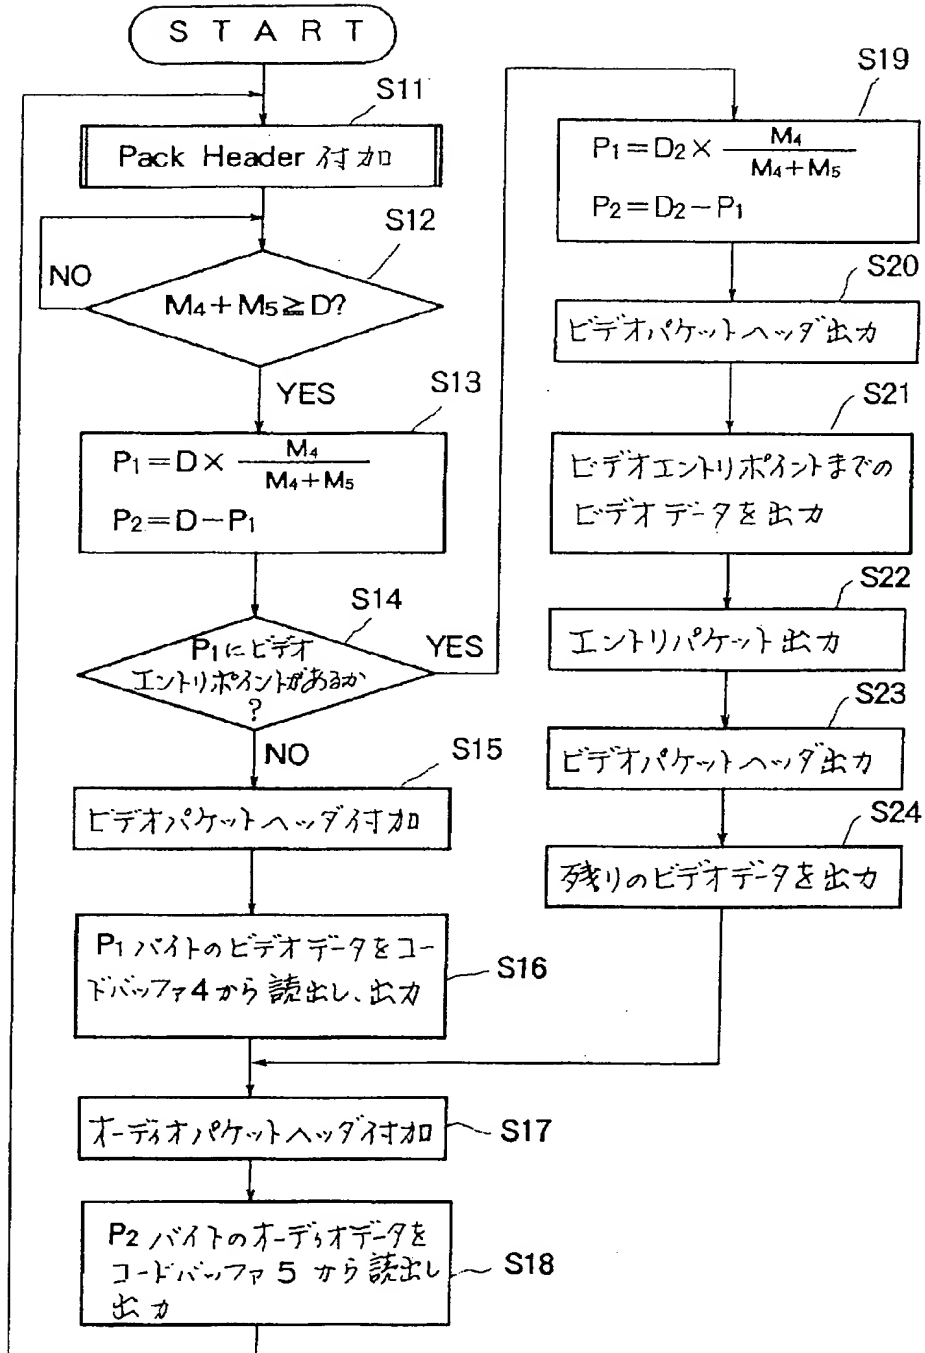 START
S11
Pack Header 付加
S12
NO
M4+M5≧D?
YES
S13
P1=D× M4
M4+M5
P2=D-P1
S14
P1にビデオ
エントリポイントがあるか
?
YES
NO
S15
ビデオパケットヘッダ付加
P1バイトのビデオデータをコー
ドバッファ4から読出し、出力
S16
オーディオパケットヘッダ付加
S17
P2バイトのオーディオデータを
コードバッファ5から読出し
出力
S18
S19
P1=D2× M4
M4+M5
P2=D2-P1
S20
ビデオパケットヘッダ出力
S21
ビデオエントリポイントまでの
ビデオデータを出力
S22
エントリパケット出力
S23
ビデオパケットヘッダ出力
S24
残りのビデオデータを出力